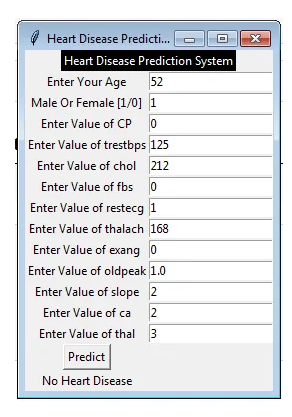 Heart Disease Predicti...
Heart Disease Prediction System
Enter Your Age 52
Male Or Female [1/0] 1
Enter Value of CP 0
Enter Value of trestbps 125
Enter Value of chol 212
Enter Value of fbs 0
Enter Value of restecg 1
Enter Value of thalach 168
Enter Value of exang 0
Enter Value of oldpeak 1.0
Enter Value of slope 2
Enter Value of ca 2
Enter Value of thal 3
Predict
No Heart Disease